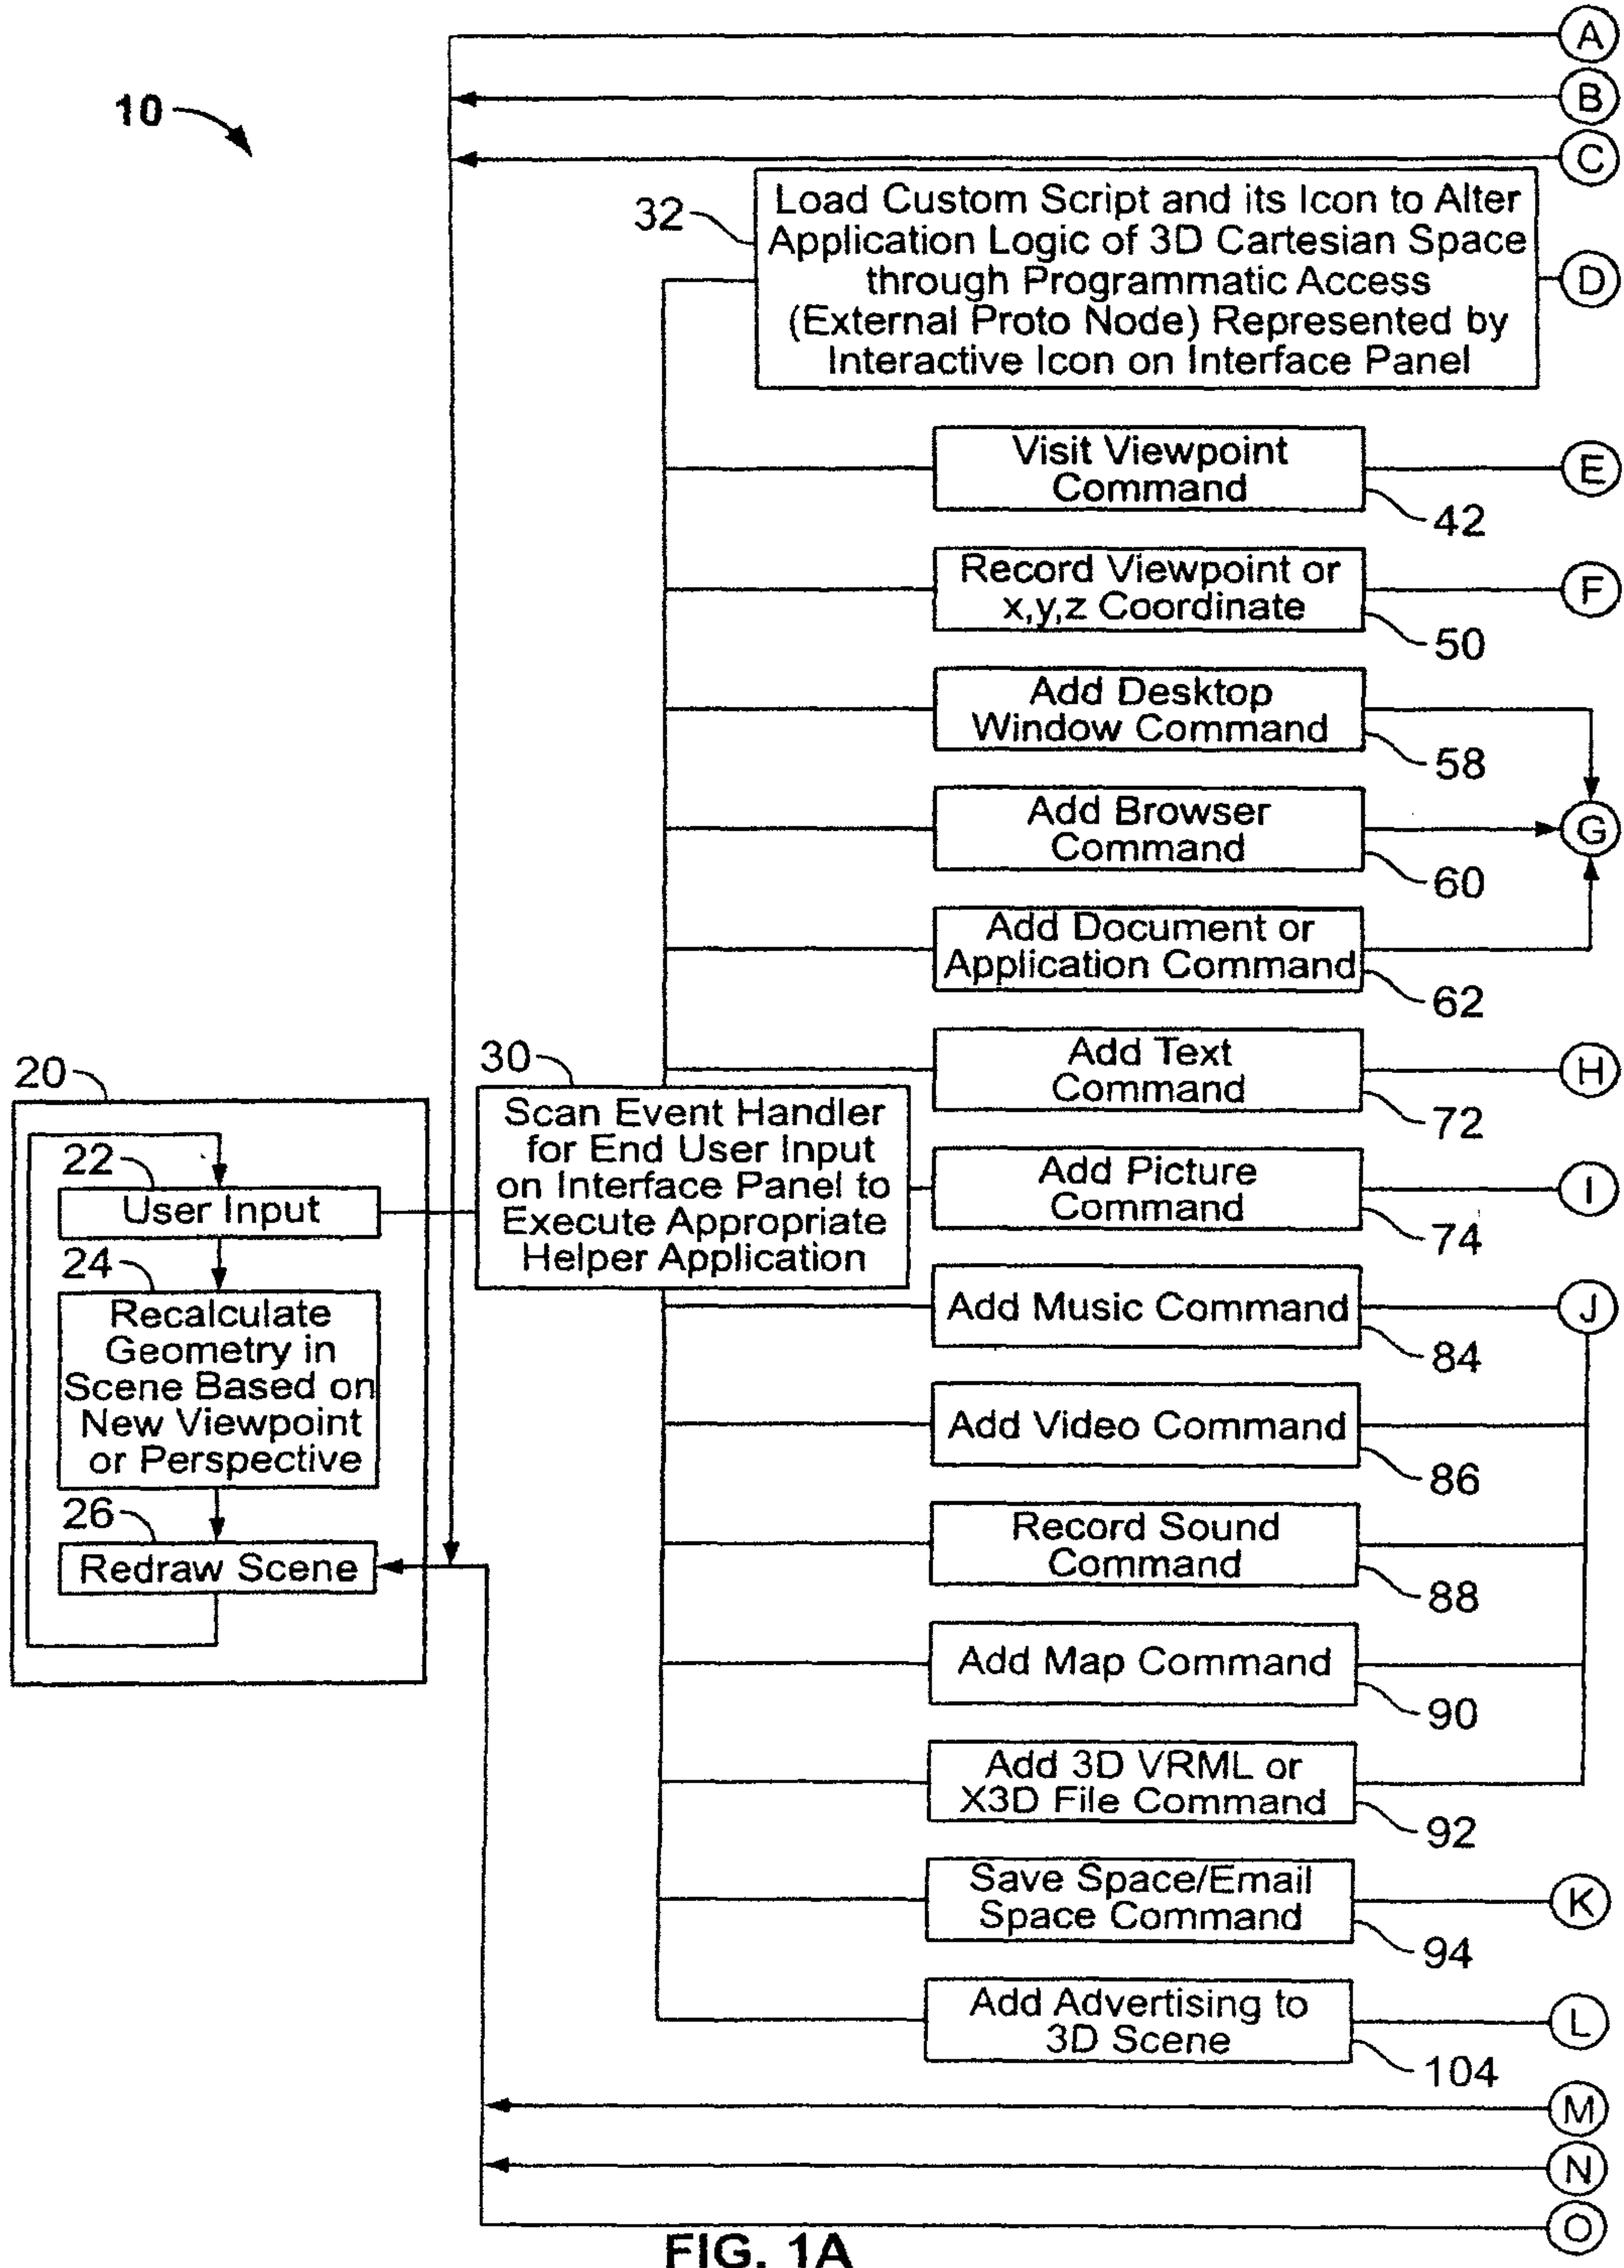 A
B
10
C
32
Load Custom Script and its Icon to Alter
Application Logic of 3D Cartesian Space
through Programmatic Access
(External Proto Node) Represented by
Interactive Icon on Interface Panel
D
Visit Viewpoint
Command
E
42
Record Viewpoint or
x,y,z Coordinate
F
50
Add Desktop
Window Command
58
Add Browser
Command
G
60
Add Document or
Application Command
62
Add Text
Command
H
72
20
22
User Input
24
Recalculate
Geometry in
Scene Based on
New Viewpoint
or Perspective
26
Redraw Scene
30
Scan Event Handler
for End User Input
on Interface Panel to
Execute Appropriate
Helper Application
Add Picture
Command
I
74
Add Music Command
J
84
Add Video Command
86
Record Sound
Command
88
Add Map Command
90
Add 3D VRML or
X3D File Command
92
Save Space/Email
Space Command
K
94
Add Advertising to
3D Scene
L
104
M
N
O
FIG. 1A